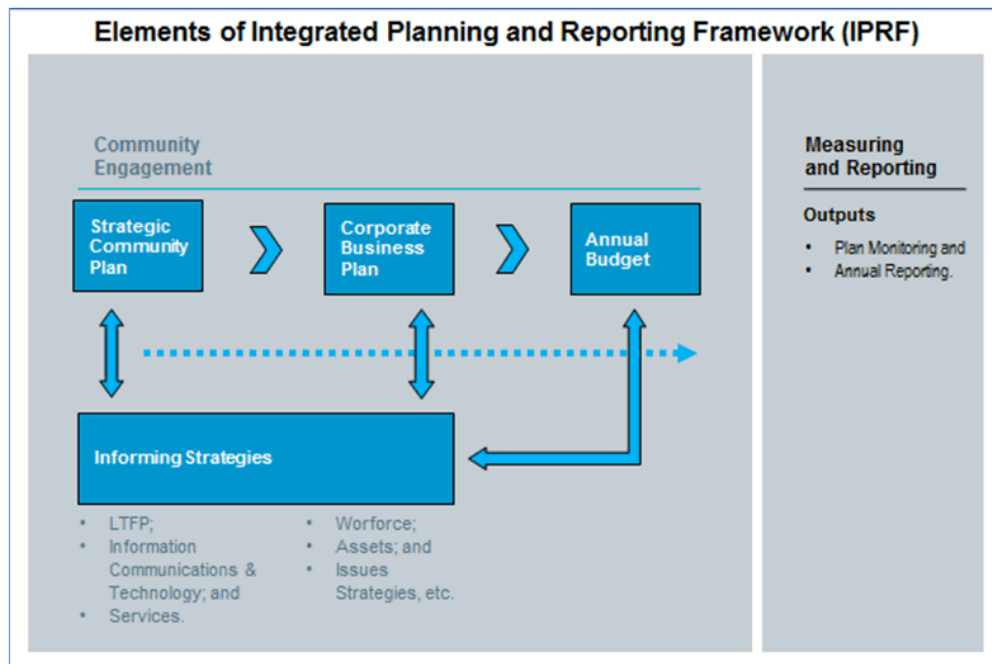 Elements of Integrated Planning and Reporting Framework (IPRF)
Community
Engagement
Strategic
Community
Plan
Corporate
Business
Plan
Annual
Budget
Informing Strategies
• LTFP;
• Information
Communications &
Technology; and
• Services.
• Worforce;
• Assets; and
• Issues
Strategies, etc.
Measuring
and Reporting
Outputs
• Plan Monitoring and
• Annual Reporting.